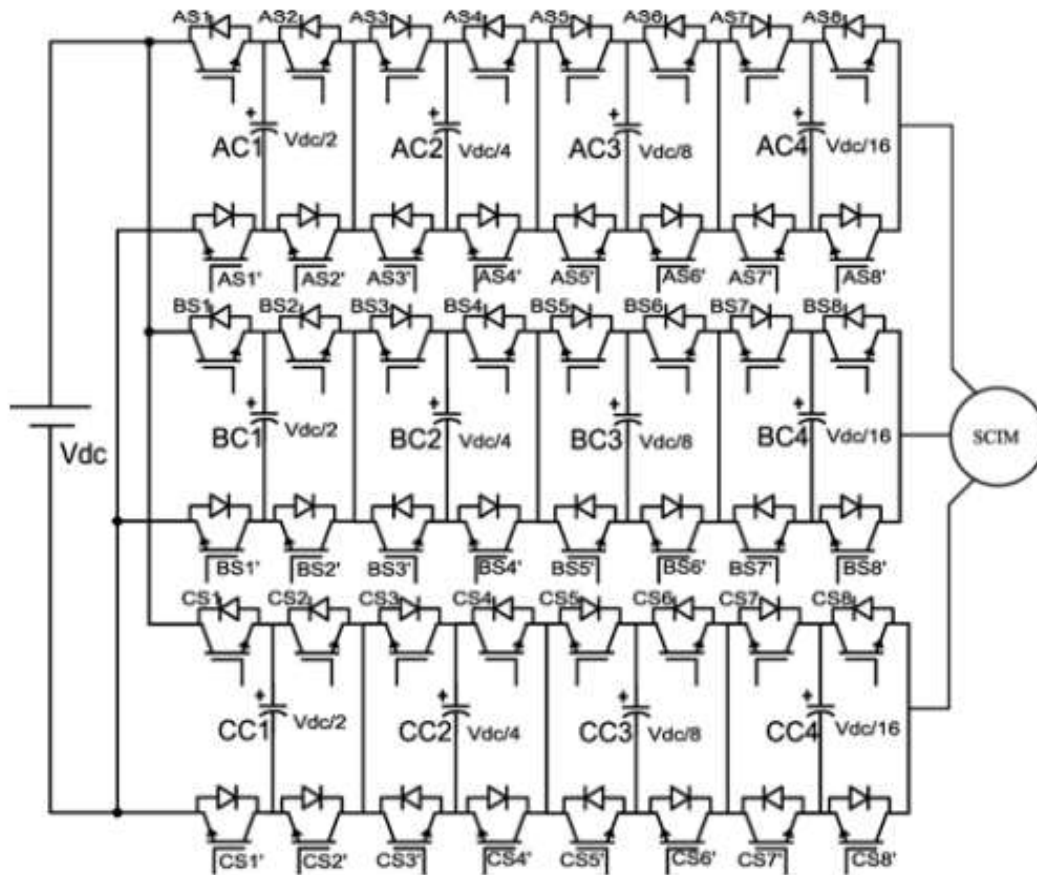 AS1 AS2 AS3 AS4 AS5 AS6 AS7 AS8
+ + + +
AC1 Vdc/2 AC2 Vdc/4 AC3 Vdc/8 AC4 Vdc/16
AS1' AS2' AS3' AS4' AS5' AS6' AS7' AS8'
BS1 BS2 BS3 BS4 BS5 BS6 BS7 BS8
+ + + +
Vdc BC1 Vdc/2 BC2 Vdc/4 BC3 Vdc/8 BC4 Vdc/16 SCIM
BS1' BS2' BS3' BS4' BS5' BS6' BS7' BS8'
CS1 CS2 CS3 CS4 CS5 CS6 CS7 CS8
+ + + +
CC1 Vdc/2 CC2 Vdc/4 CC3 Vdc/8 CC4 Vdc/16
CS1' CS2' CS3' CS4' CS5' CS6' CS7' CS8'